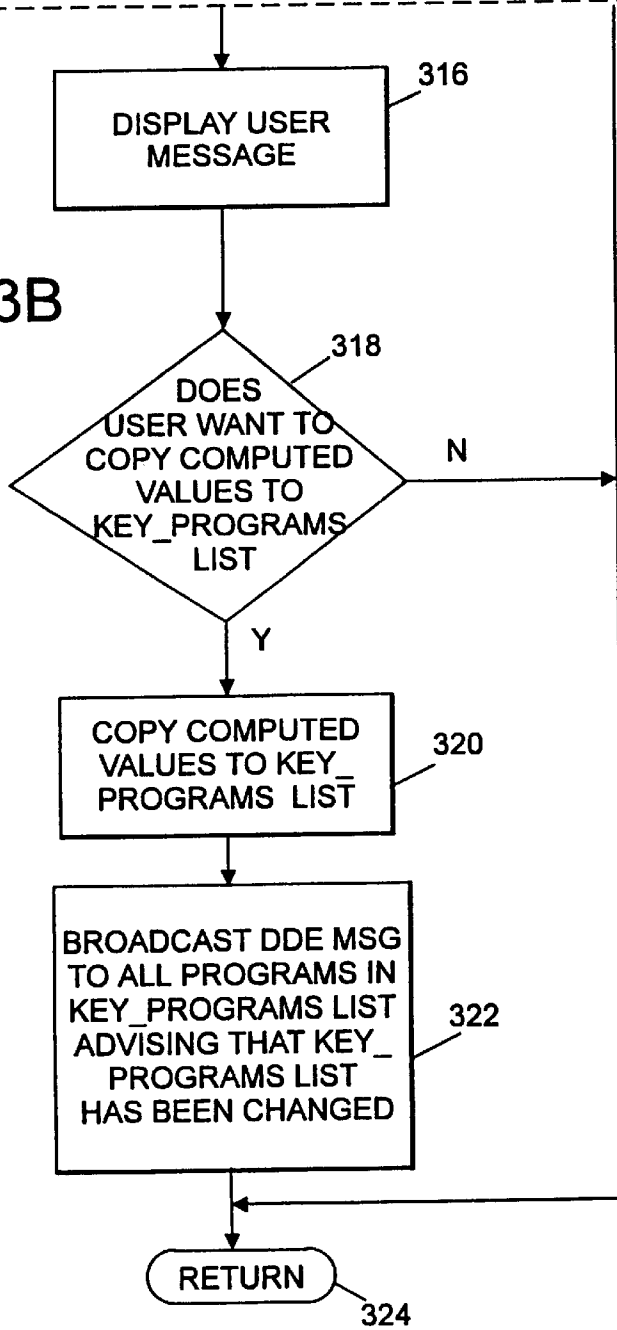 316
DISPLAY USER
MESSAGE
3B
318
DOES
USER WANT TO
COPY COMPUTED
VALUES TO
KEY_PROGRAMS
LIST
N
Y
COPY COMPUTED
VALUES TO KEY_
PROGRAMS LIST
320
BROADCAST DDE MSG
TO ALL PROGRAMS IN
KEY_PROGRAMS LIST
ADVISING THAT KEY_
PROGRAMS LIST
HAS BEEN CHANGED
322
RETURN
324